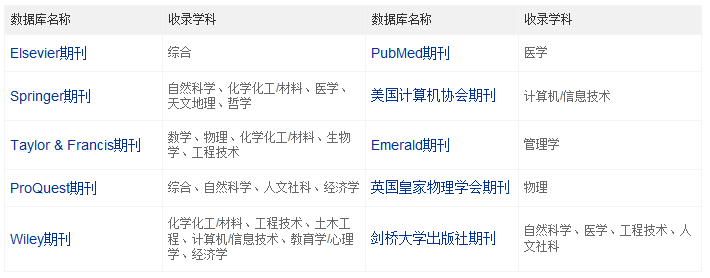 数据库名称 收录学科 数据库名称 收录学科
Elsevier期刊 综合 PubMed期刊 医学
Springer期刊 自然科学、化学化工/材料、医学、
天文地理、哲学 美国计算机协会期刊 计算机/信息技术
Taylor & Francis期刊 数学、物理、化学化工/材料、生物
学、工程技术 Emerald期刊 管理学
ProQuest期刊 综合、自然科学、人文社科、经济学 英国皇家物理学会期刊 物理
Wiley期刊 化学化工/材料、工程技术、土木工
程、计算机/信息技术、教育学/心理
学、经济学 剑桥大学出版社期刊 自然科学、医学、工程技术、人
文社科